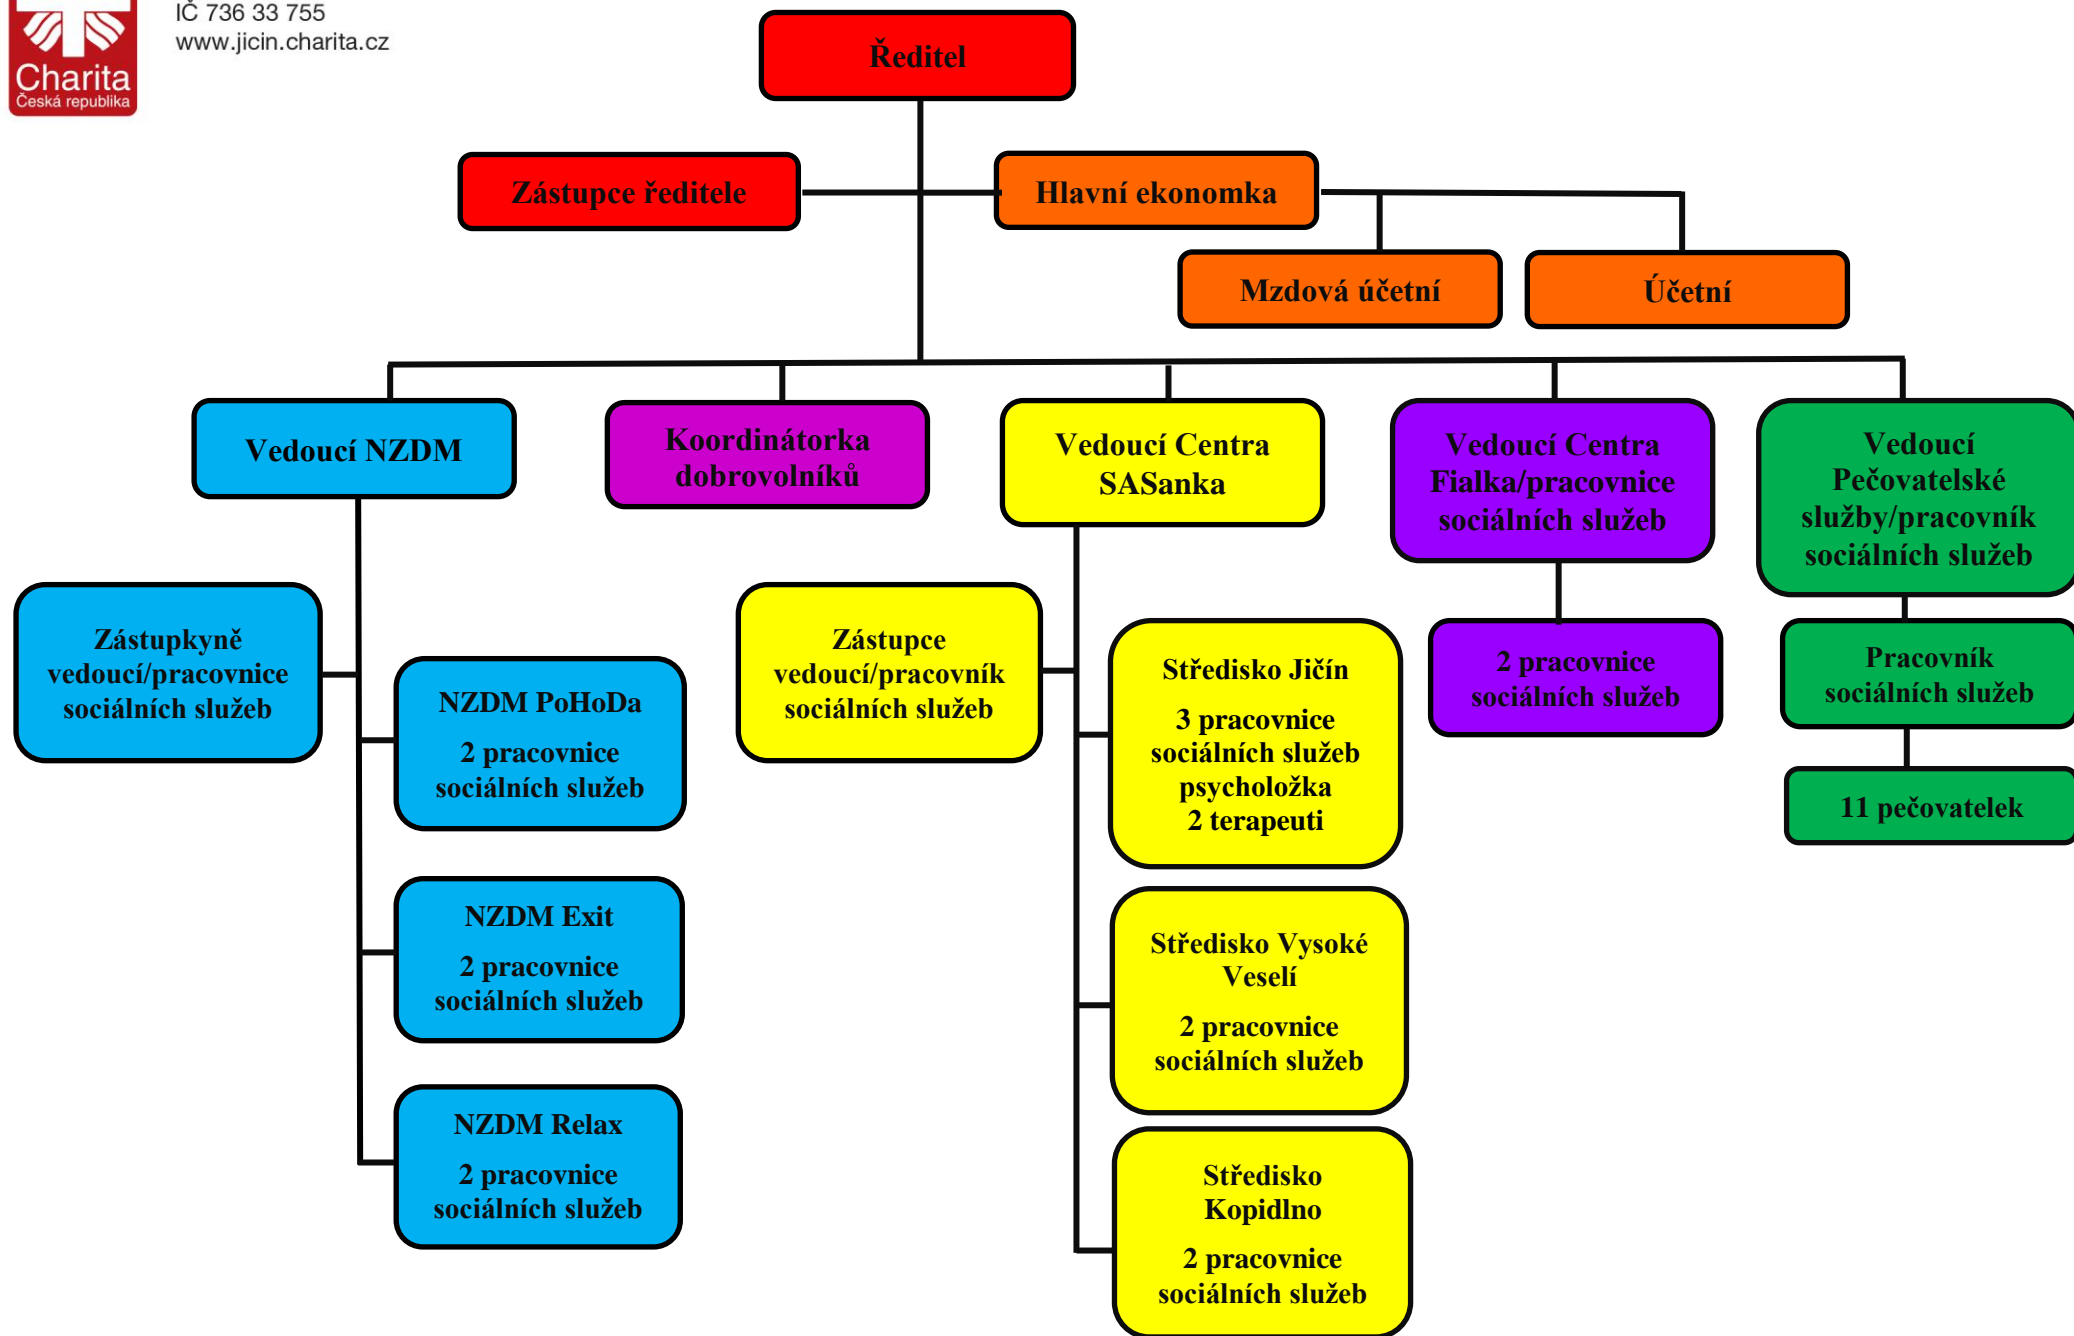 Charita
Česká republika
IČ 736 33 755
www.jicin.charita.cz
Ředitel
Zástupce ředitele
Hlavní ekonomka
Mzdová účetní
Účetní
Vedoucí NZDM
Koordinátorka
dobrovolníků
Vedoucí Centra
SASanka
Vedoucí Centra
Fialka/pracovnice
sociálních služeb
Vedoucí
Pečovatelské
služby/pracovník
sociálních služeb
Zástupkyně
vedoucí/pracovnice
sociálních služeb
NZDM PoHoDa
2 pracovnice
sociálních služeb
NZDM Exit
2 pracovnice
sociálních služeb
NZDM Relax
2 pracovnice
sociálních služeb
Zástupce
vedoucí/pracovník
sociálních služeb
Středisko Jičín
3 pracovnice
sociálních služeb
psycholožka
2 terapeuti
Středisko Vysoké
Veselí
2 pracovnice
sociálních služeb
Středisko
Kopidlno
2 pracovnice
sociálních služeb
2 pracovnice
sociálních služeb
Pracovník
sociálních služeb
11 pečovatelek